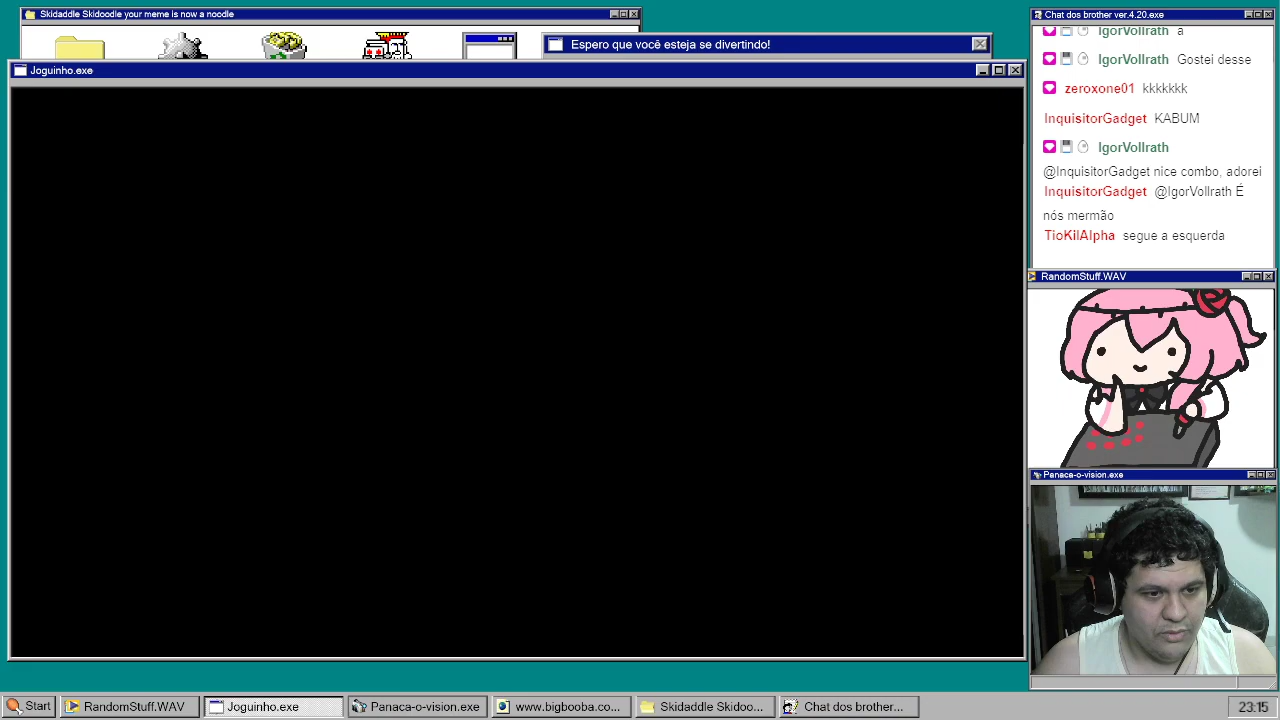 Skidaddle Skidoodle your meme is now a noodle
Espero que você esteja se divertindo!
Joguinho.exe
Chat dos brother ver.4.20.exe
IgorVollrath a
IgorVollrath Gostei desse
zeroxone01 kkkkkkk
InquisitorGadget KABUM
IgorVollrath
@InquisitorGadget nice combo, adorei
InquisitorGadget @IgorVollrath É
nós mermão
TioKilAlpha segue a esquerda
RandomStuff.WAV
Panaca-o-vision.exe
Start
RandomStuff.WAV
Joguinho.exe
Panaca-o-vision.exe
www.bigbooba.co...
Skidaddle Skidoo...
Chat dos brother...
23:15